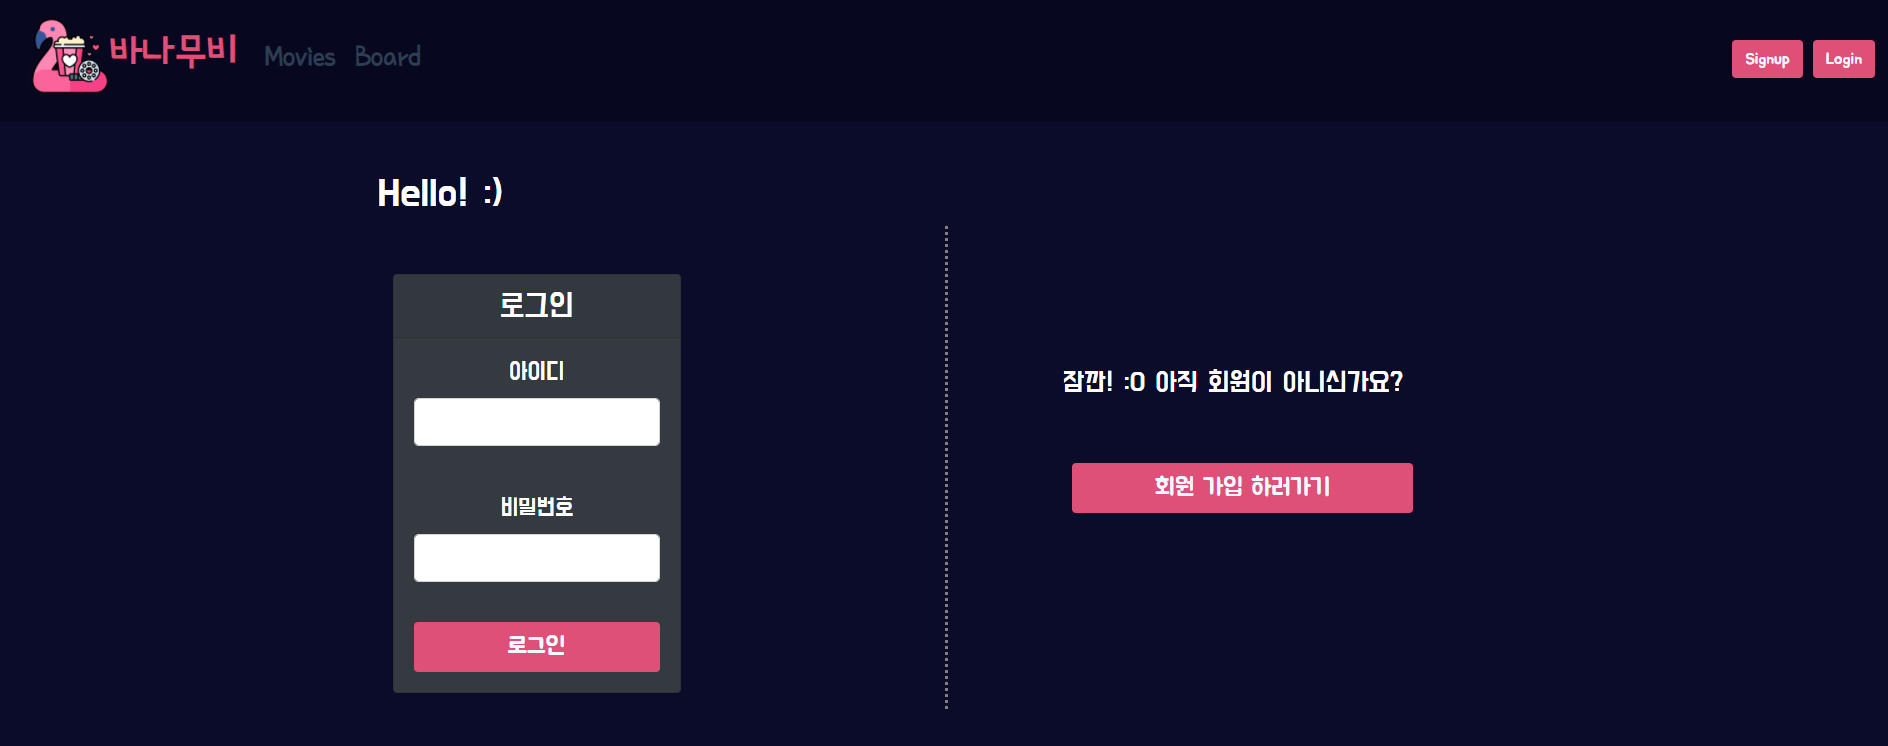 바나무비 Movies Board Signup Login
Hello! :)
로그인
아이디
비밀번호
로그인
잠깐! :O 아직 회원이 아니신가요?
회원 가입 하러가기